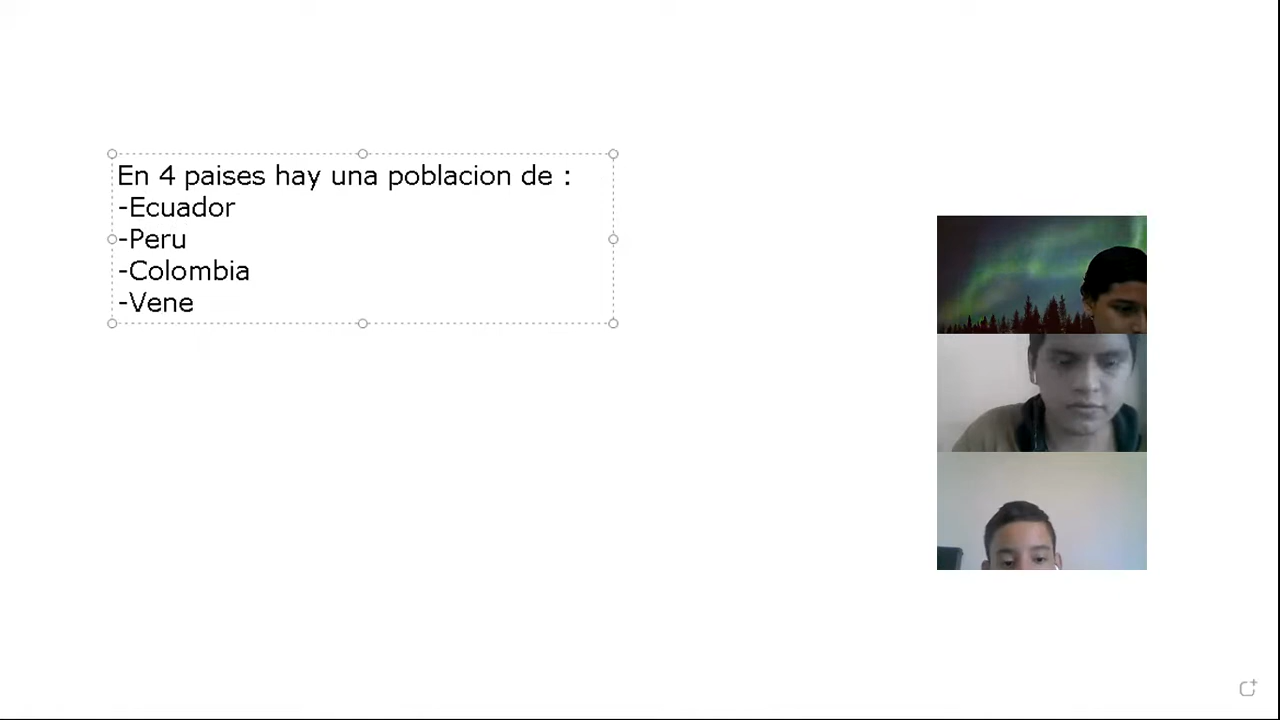 En 4 paises hay una poblacion de :
-Ecuador
-Peru
-Colombia
-Vene